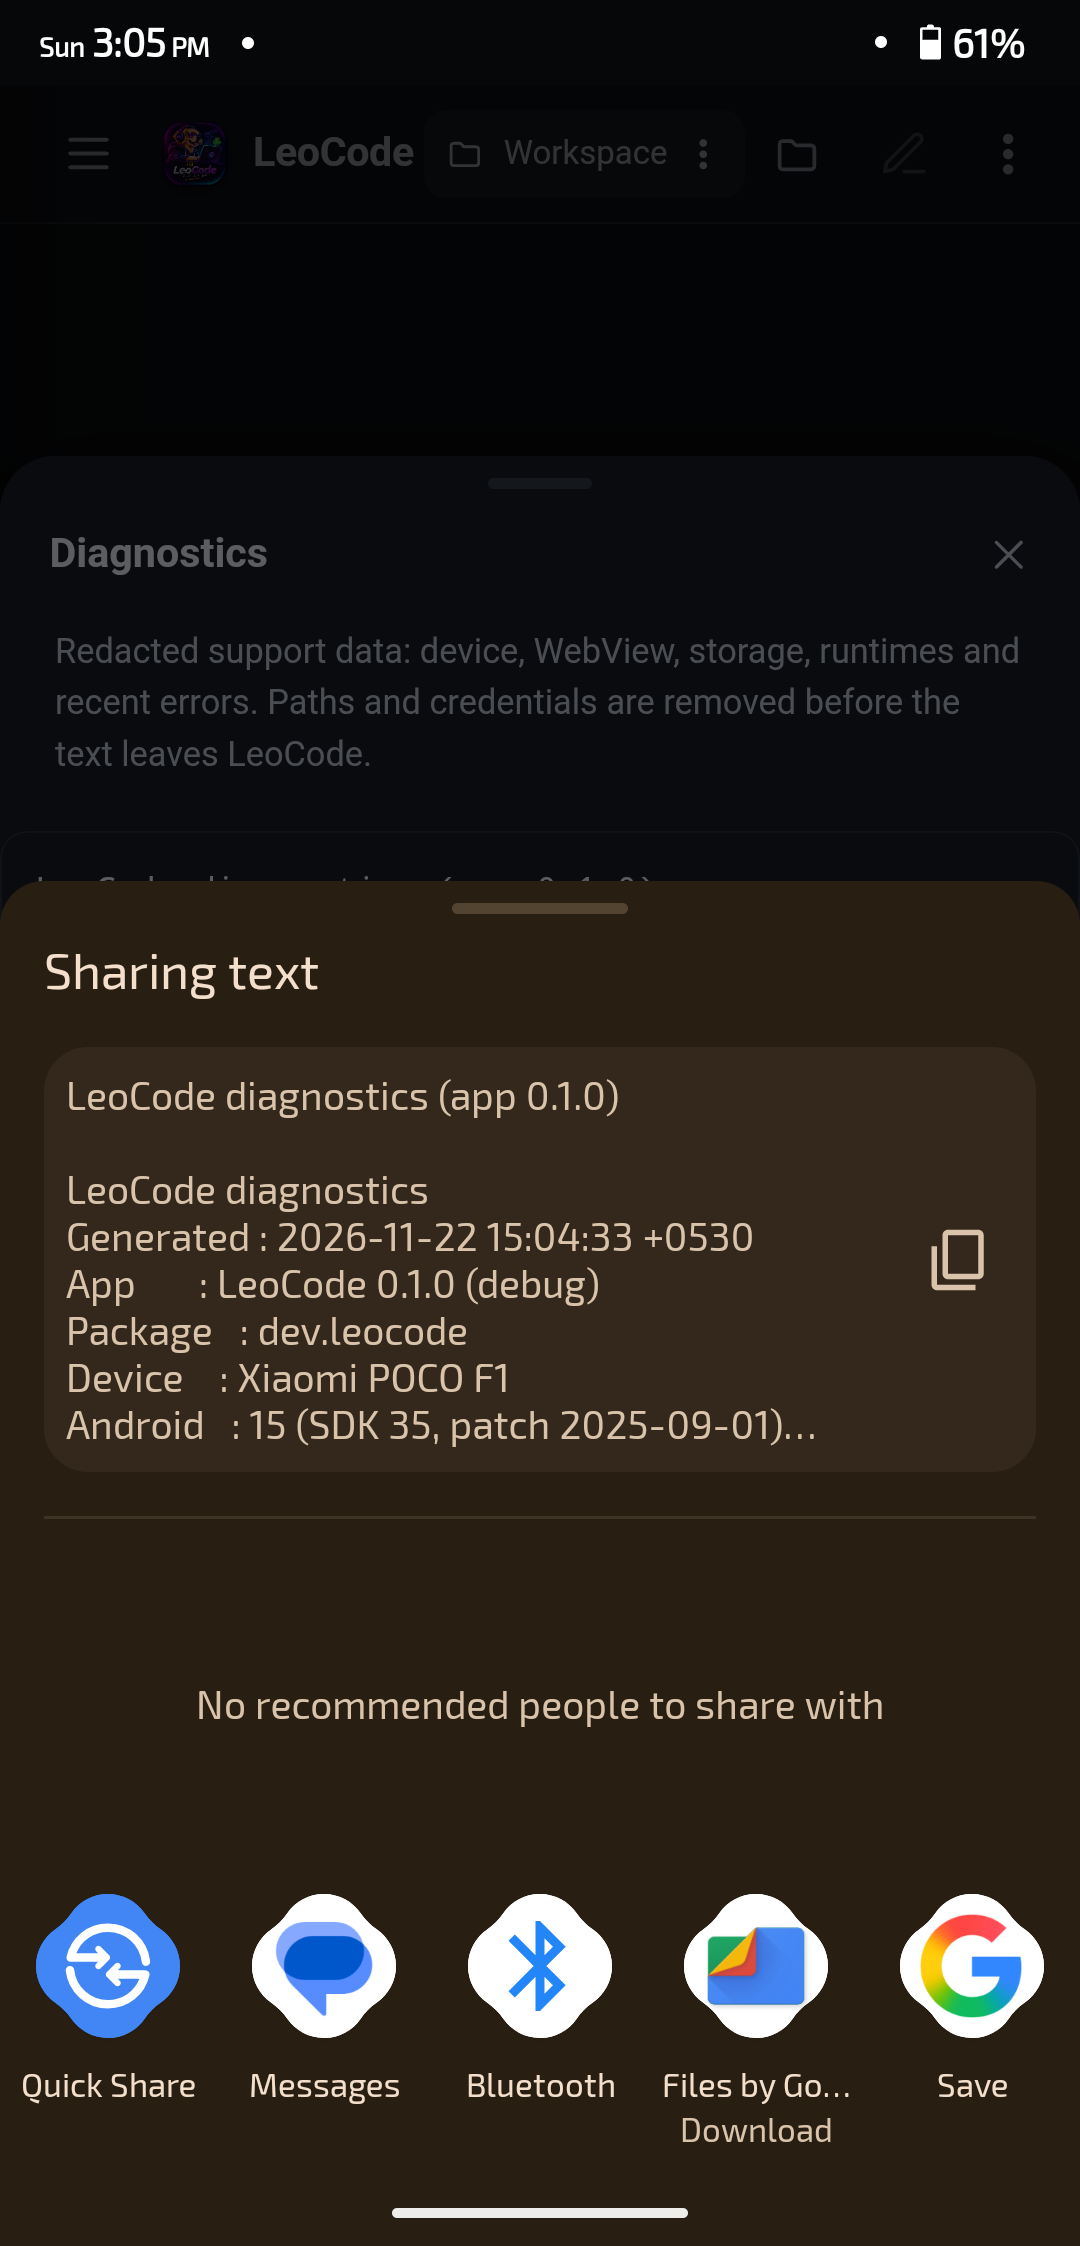 Sun 3:05 PM
61%
LeoCode
LeoCode
Workspace
Diagnostics
Redacted support data: device, WebView, storage, runtimes and
recent errors. Paths and credentials are removed before the
text leaves LeoCode.
Sharing text
LeoCode diagnostics (app 0.1.0)
LeoCode diagnostics
Generated : 2026-11-22 15:04:33 +0530
App : LeoCode 0.1.0 (debug)
Package : dev.leocode
Device : Xiaomi POCO F1
Android : 15 (SDK 35, patch 2025-09-01)...
No recommended people to share with
Quick Share
Messages
Bluetooth
Files by Go...
Download
Save